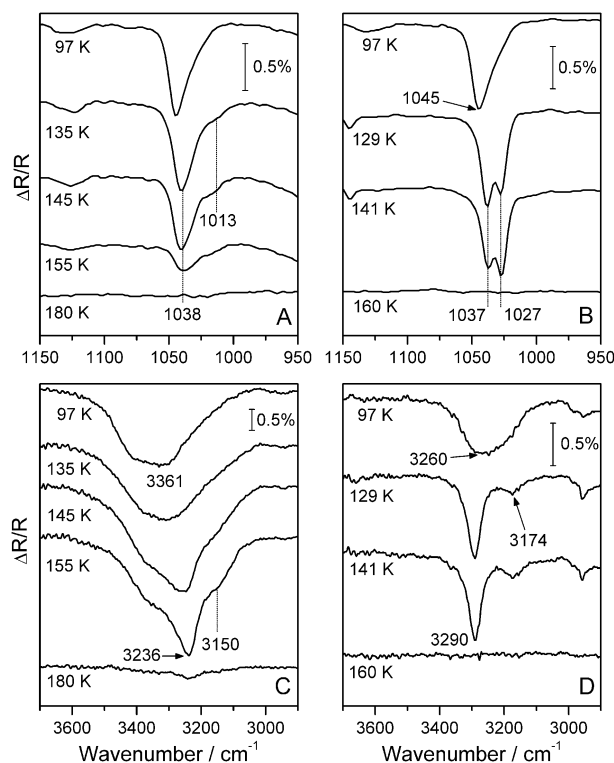 97 K
0.5%
135 K
145 K
1013
155 K
180 K
1038
A
ΔR/R
1150 1100 1050 1000 950
97 K
0.5%
1045
129 K
141 K
160 K
1037 1027
B
1150 1100 1050 1000 950
97 K
0.5%
3361
135 K
145 K
155 K
3236
3150
180 K
C
ΔR/R
3600 3400 3200 3000
Wavenumber / cm⁻¹
97 K
0.5%
3260
129 K
3174
141 K
3290
160 K
D
3600 3400 3200 3000
Wavenumber / cm⁻¹